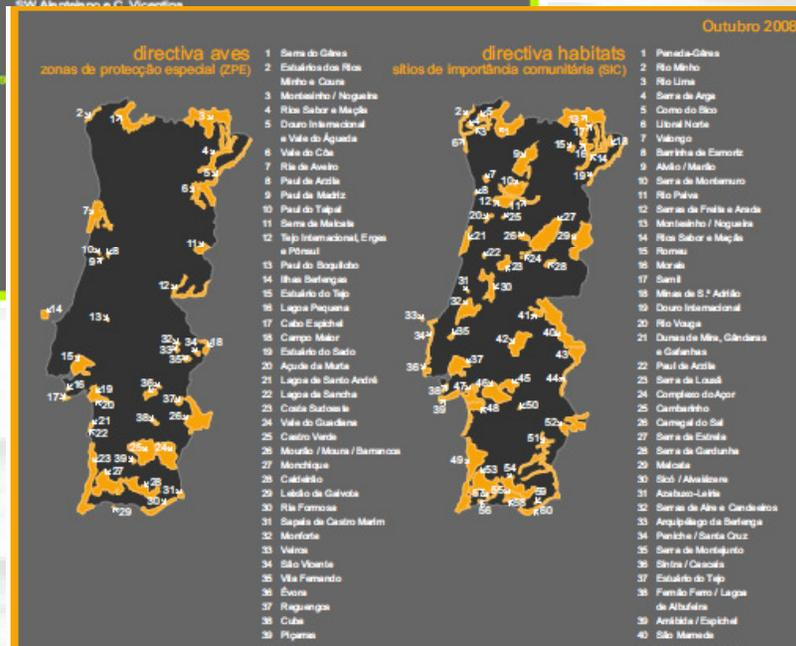 SW Alentejano e C. Vicentina
Outubro 2008
directiva aves
zonas de protecção especial (ZPE)
1 Serra do Gêres
2 Estuários dos Rios
Minho e Coura
3 Montesinho / Nogueira
4 Rios Sabor e Maçãs
5 Douro Internacional
e Vale do Águeda
6 Vale do Côa
7 Ria de Aveiro
8 Paul de Arzila
9 Paul da Madriz
10 Paul do Taipal
11 Serra da Malcata
12 Tejo Internacional, Erges
e Pônsul
13 Paul do Boquilobo
14 Ilhas Berlengas
15 Estuário do Tejo
16 Lagoa Pequena
17 Cabo Espichel
18 Campo Maior
19 Estuário do Sado
20 Açude da Murta
21 Lagoa de Santo André
22 Lagoa da Sancha
23 Costa Sudoeste
24 Vale do Guadiana
25 Castro Verde
26 Mourão / Moura / Barrancos
27 Monchique
28 Caldeirão
29 Leixão da Gaivota
30 Ria Formosa
31 Sapais de Castro Marim
32 Monforte
33 Veiros
34 São Vicente
35 Vila Fernando
36 Évora
37 Reguengos
38 Cuba
39 Piçarras
directiva habitats
sítios de importância comunitária (SIC)
1 Peneda-Gêres
2 Rio Minho
3 Rio Lima
4 Serra de Arga
5 Corno do Bico
6 Litoral Norte
7 Valongo
8 Barrinha de Esmoriz
9 Alvão / Marão
10 Serra de Montemuro
11 Rio Paiva
12 Serras da Freita e Arada
13 Montesinho / Nogueira
14 Rios Sabor e Maçãs
15 Romeu
16 Morais
17 Samil
18 Minas de S.º Adrião
19 Douro Internacional
20 Rio Vouga
21 Dunas de Mira, Gândaras
e Gafanhas
22 Paul de Arzila
23 Serra da Lousã
24 Complexo do Açor
25 Cambarinho
26 Carregal do Sal
27 Serra da Estrela
28 Serra da Gardunha
29 Malcata
30 Sicó / Alvaiázere
31 Azabuxo-Leiria
32 Serras de Aire e Candeeiros
33 Arquipélago da Berlenga
34 Peniche / Santa Cruz
35 Serra de Montejunto
36 Sintra / Cascais
37 Estuário do Tejo
38 Fernão Ferro / Lagoa
de Albufeira
39 Arrábida / Espichel
40 São Mamede